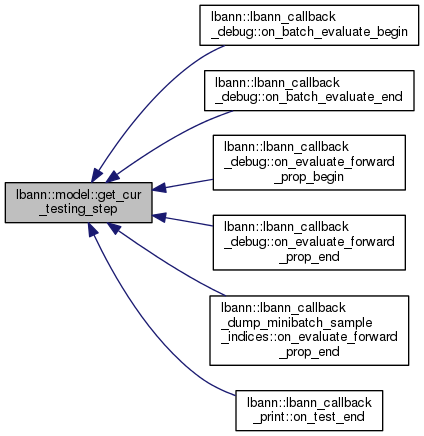 lbann::lbann_callback
_debug::on_batch_evaluate_begin
lbann::lbann_callback
_debug::on_batch_evaluate_end
lbann::lbann_callback
_debug::on_evaluate_forward
_prop_begin
lbann::model::get_cur
_testing_step
lbann::lbann_callback
_debug::on_evaluate_forward
_prop_end
lbann::lbann_callback
_dump_minibatch_sample
_indices::on_evaluate_forward
_prop_end
lbann::lbann_callback
_print::on_test_end